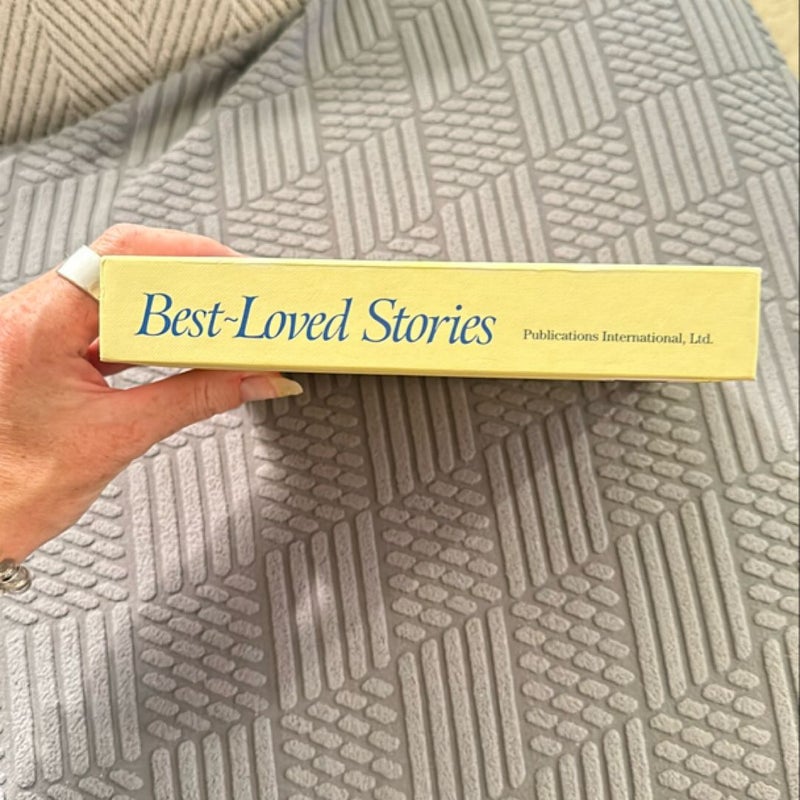 Best~Loved Stories
Publications International, Ltd.